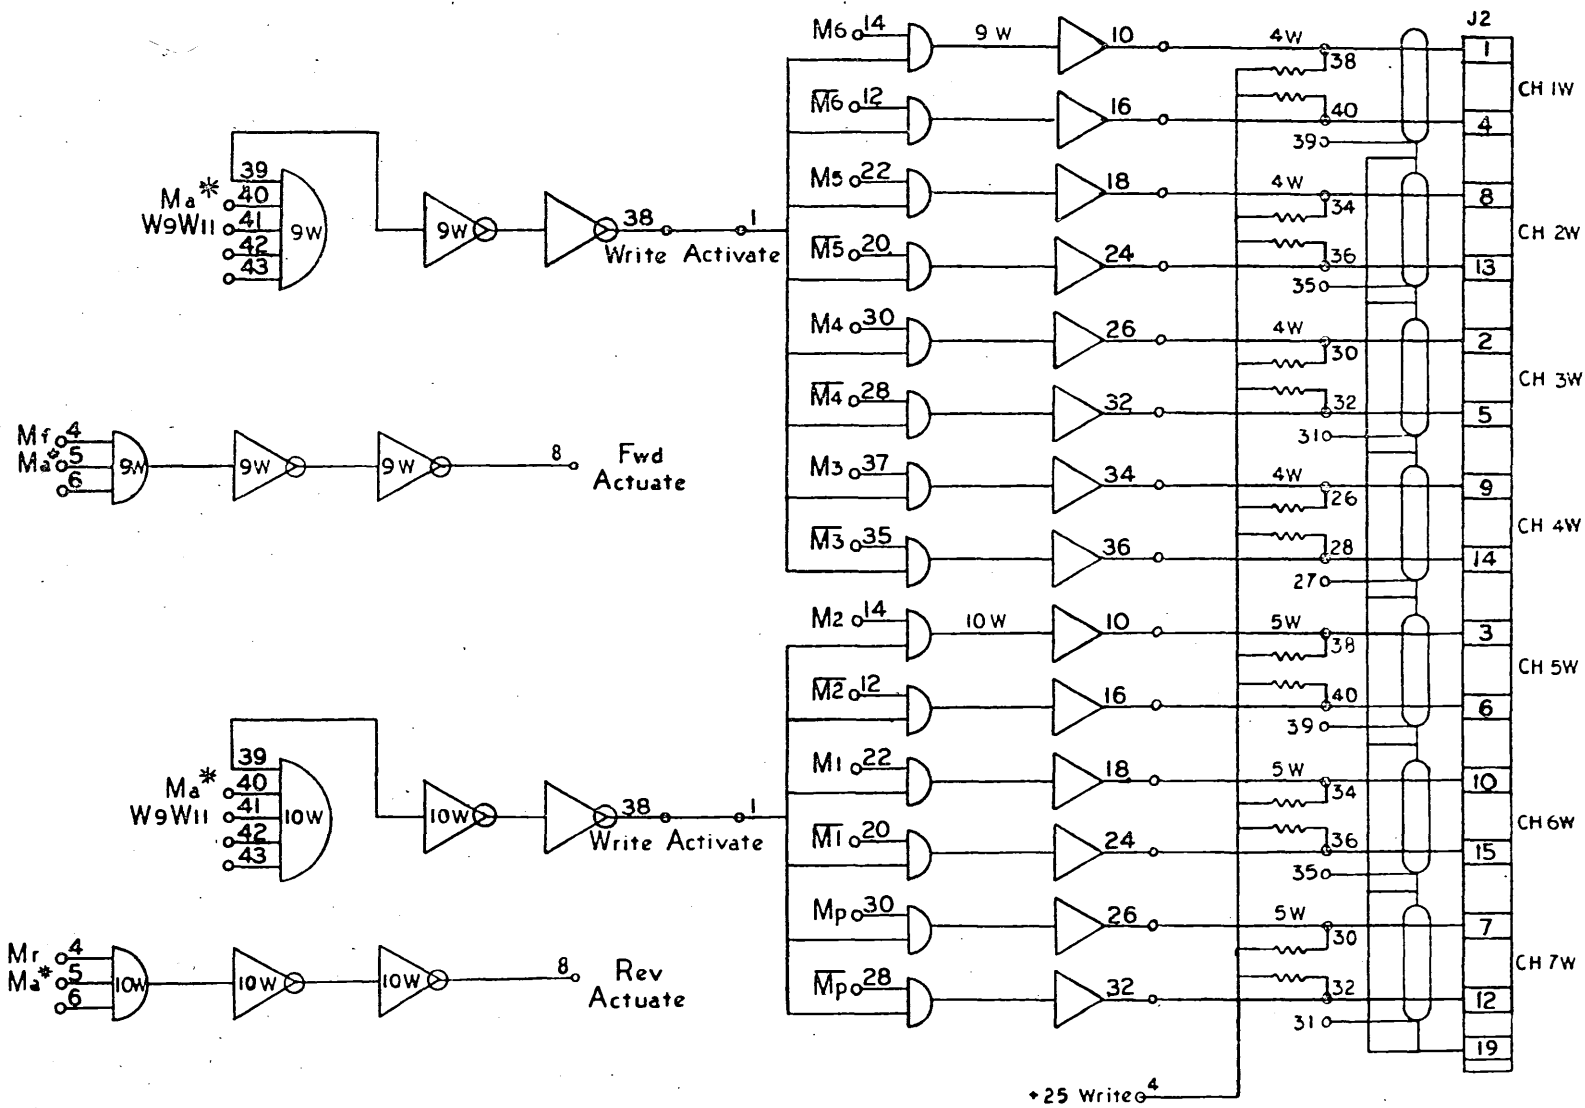 J2
M6 14 9 W 10 4W 38 1
CH 1W
M̅6̅ 12 16 40 4
39
39
Ma* 40
W9W11 41
42
43
9W 9W 38 1
Write Activate
M5 22 18 4W 34 8
CH 2W
M̅5̅ 20 24 36 13
35
M4 30 26 4W 30 2
CH 3W
M̅4̅ 28 32 32 5
31
Mf 4
Ma* 5
6
9W 9W 9W 8
Fwd
Actuate
M3 37 34 4W 26 9
CH 4W
M̅3̅ 35 36 28 14
27
M2 14 10 W 10 5W 38 3
CH 5W
M̅2̅ 12 16 40 6
39
39
Ma* 40
W9W11 41
42
43
10W 10W 38 1
Write Activate
M1 22 18 5W 34 10
CH 6W
M̅1̅ 20 24 36 15
35
Mp 30 26 5W 30 7
CH 7W
M̅p̅ 28 32 32 12
31
19
Mr 4
Ma* 5
6
10W 10W 10W 8
Rev
Actuate
+25 Write 4